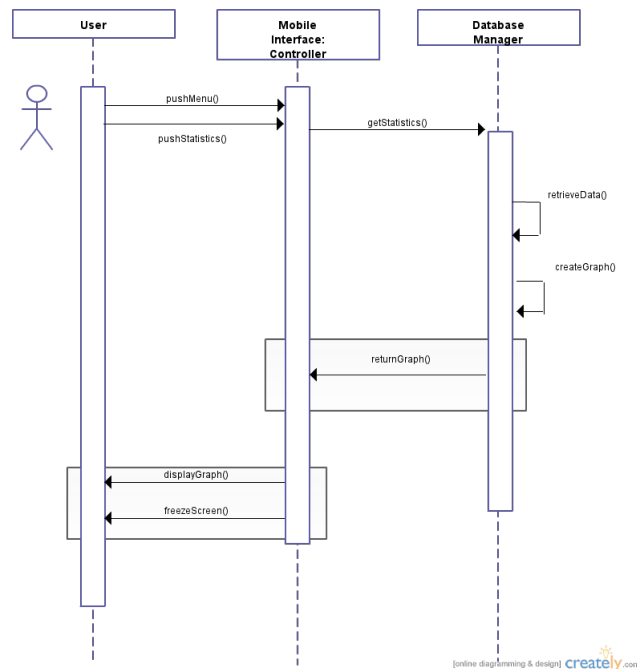 User
Mobile
Interface:
Controller
Database
Manager
pushMenu()
pushStatistics()
getStatistics()
retrieveData()
createGraph()
returnGraph()
displayGraph()
freezeScreen()
[online diagramming & design] creately.com